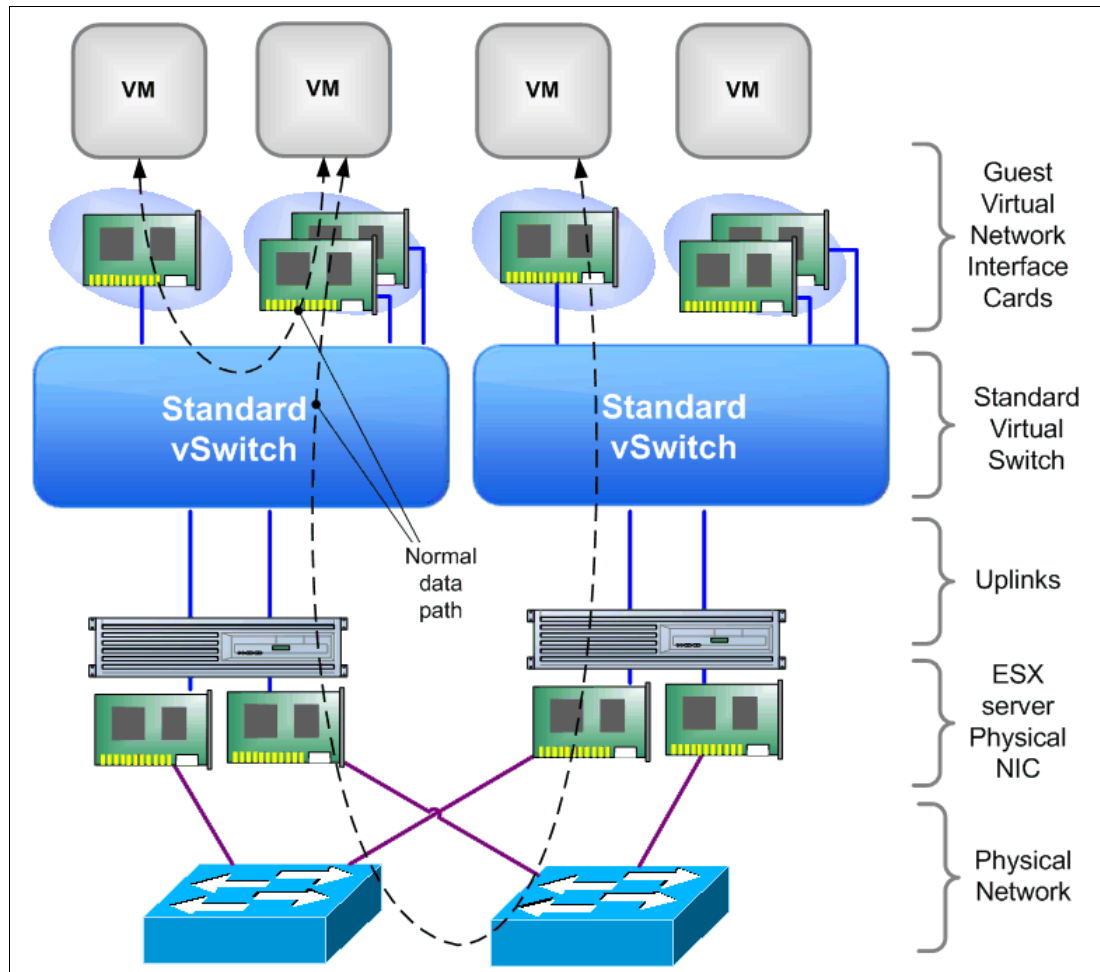 VM
VM
VM
VM
Guest
Virtual
Network
Interface
Cards
Standard
vSwitch
Standard
vSwitch
Standard
Virtual
Switch
Normal
data
path
Uplinks
ESX
server
Physical
NIC
Physical
Network